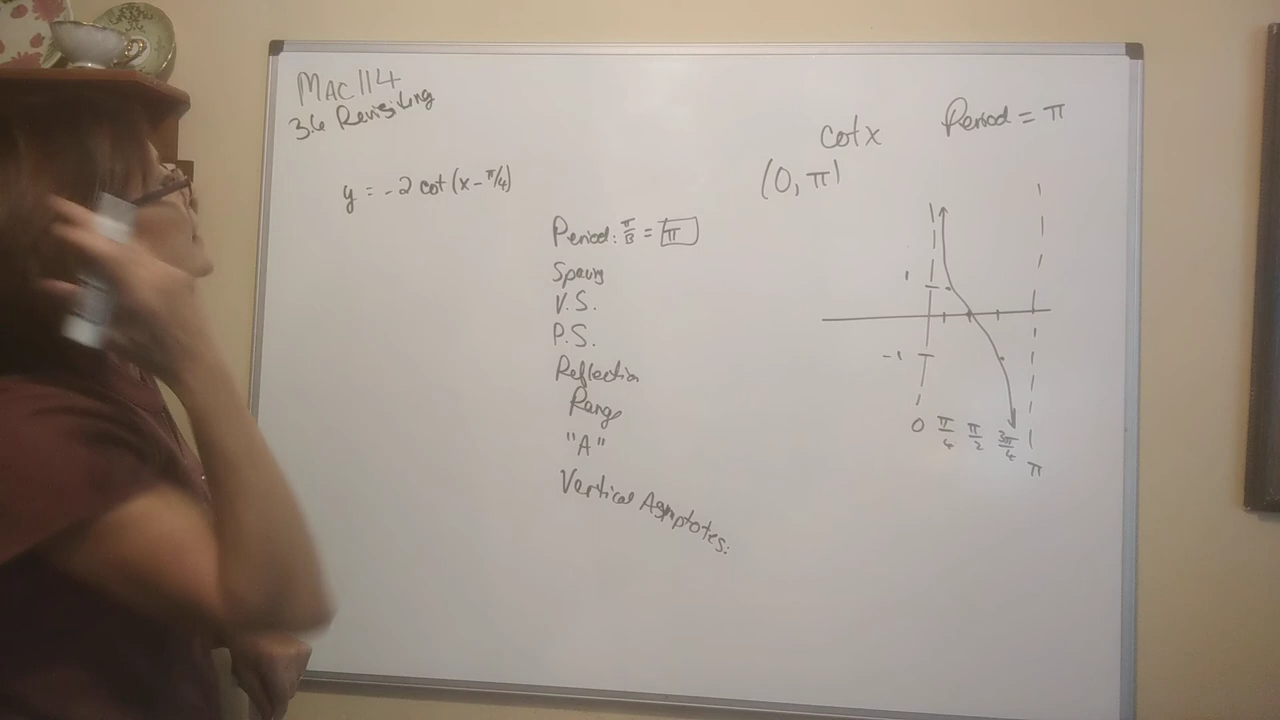 MAC 114
3.6 Revisiting
y = -2 cot(x - π/4)
Period: π/B = π
Spacing
V.S.
P.S.
Reflection
Range
"A"
Vertical Asymptotes:
cot x
Period = π
(0, π)
1
-1
0 π/4 π/2 3π/4 π